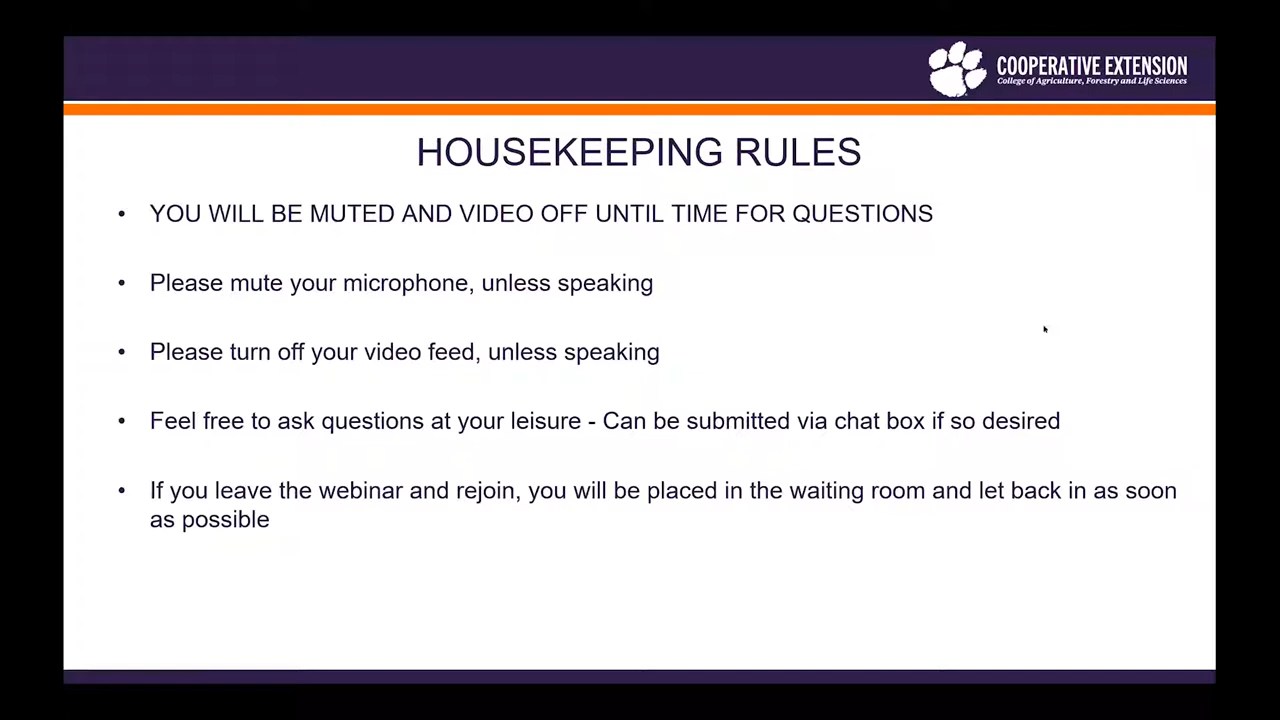 COOPERATIVE EXTENSION
College of Agriculture, Forestry and Life Sciences
HOUSEKEEPING RULES
• YOU WILL BE MUTED AND VIDEO OFF UNTIL TIME FOR QUESTIONS
• Please mute your microphone, unless speaking
• Please turn off your video feed, unless speaking
• Feel free to ask questions at your leisure - Can be submitted via chat box if so desired
• If you leave the webinar and rejoin, you will be placed in the waiting room and let back in as soon
as possible